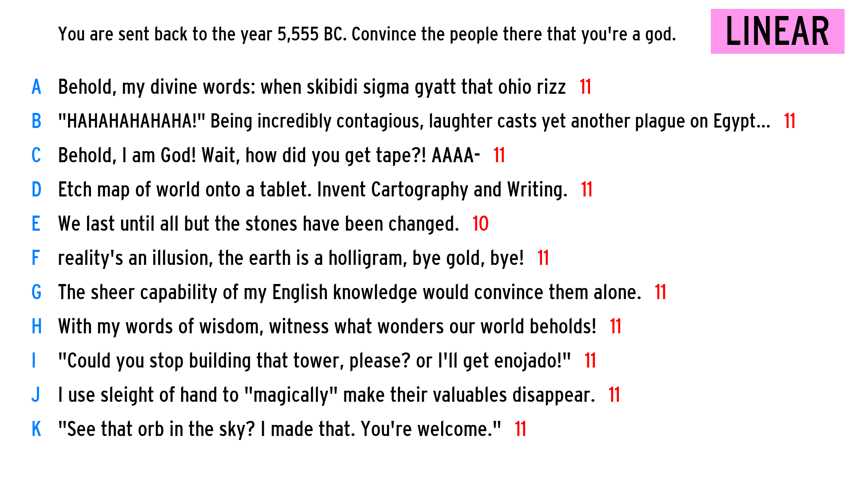 You are sent back to the year 5,555 BC. Convince the people there that you're a god.
LINEAR
A Behold, my divine words: when skibidi sigma gyatt that ohio rizz 11
B "HAHAHAHAHAHA!" Being incredibly contagious, laughter casts yet another plague on Egypt... 11
C Behold, I am God! Wait, how did you get tape?! AAAA- 11
D Etch map of world onto a tablet. Invent Cartography and Writing. 11
E We last until all but the stones have been changed. 10
F reality's an illusion, the earth is a holligram, bye gold, bye! 11
G The sheer capability of my English knowledge would convince them alone. 11
H With my words of wisdom, witness what wonders our world beholds! 11
I "Could you stop building that tower, please? or I'll get enojado!" 11
J I use sleight of hand to "magically" make their valuables disappear. 11
K "See that orb in the sky? I made that. You're welcome." 11